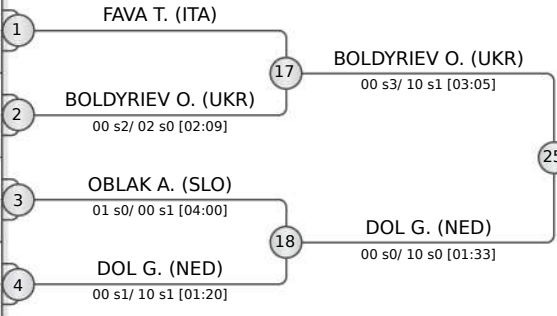 FAVA T. (ITA)
1
17
BOLDYRIEV O. (UKR)
00 s3/ 10 s1 [03:05]
2
BOLDYRIEV O. (UKR)
00 s2/ 02 s0 [02:09]
25
3
OBLAK A. (SLO)
01 s0/ 00 s1 [04:00]
18
DOL G. (NED)
00 s0/ 10 s0 [01:33]
4
DOL G. (NED)
00 s1/ 10 s1 [01:20]